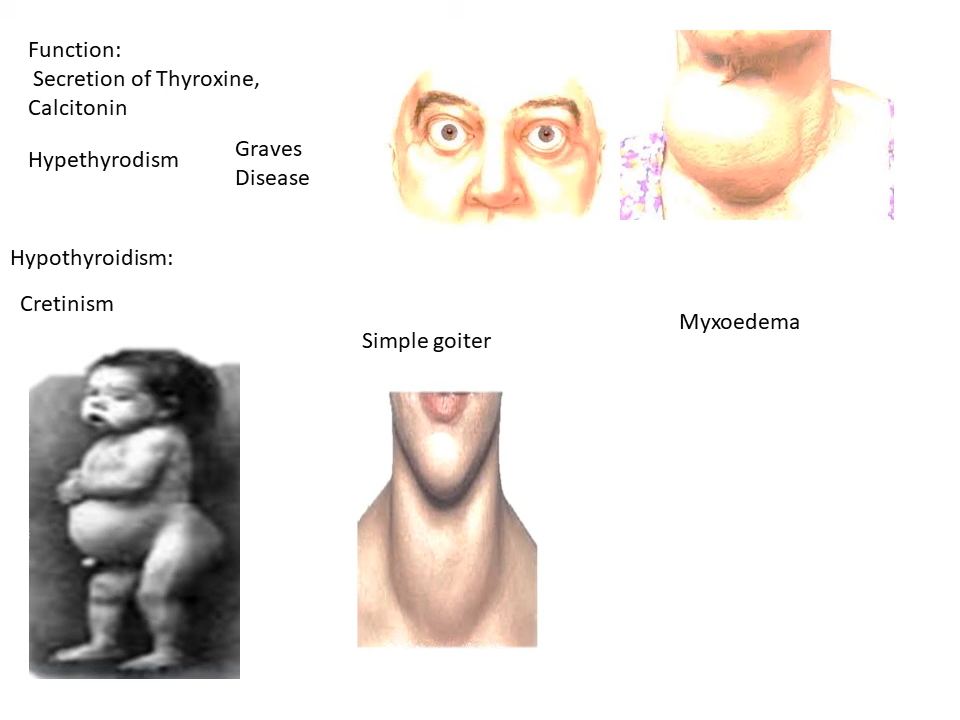 Function:
Secretion of Thyroxine,
Calcitonin
Hypethyrodism
Graves
Disease
Hypothyroidism:
Cretinism
Simple goiter
Myxoedema